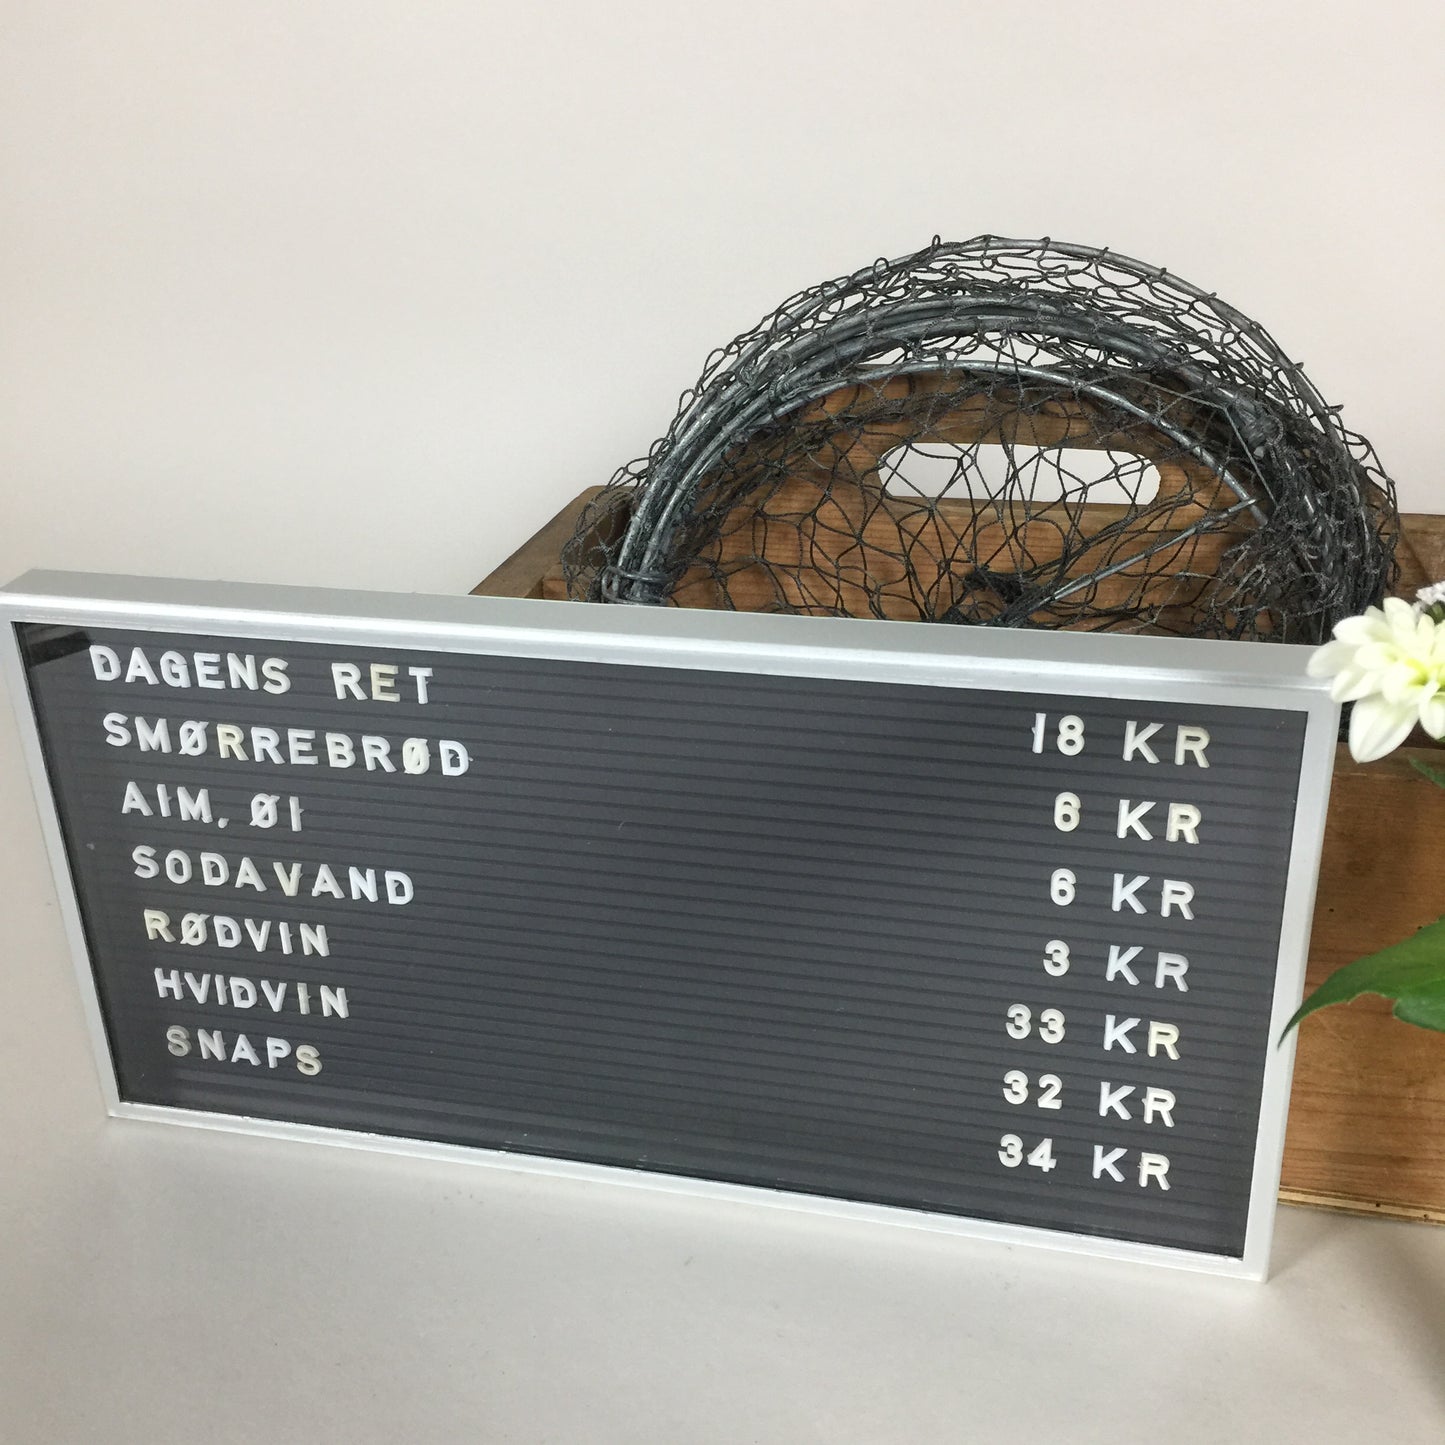 DAGENS RET 18 KR
SMØRREBRØD 6 KR
AIM, ØI 6 KR
SODAVAND 3 KR
RØDVIN 33 KR
HVIDVIN 32 KR
SNAPS 34 KR